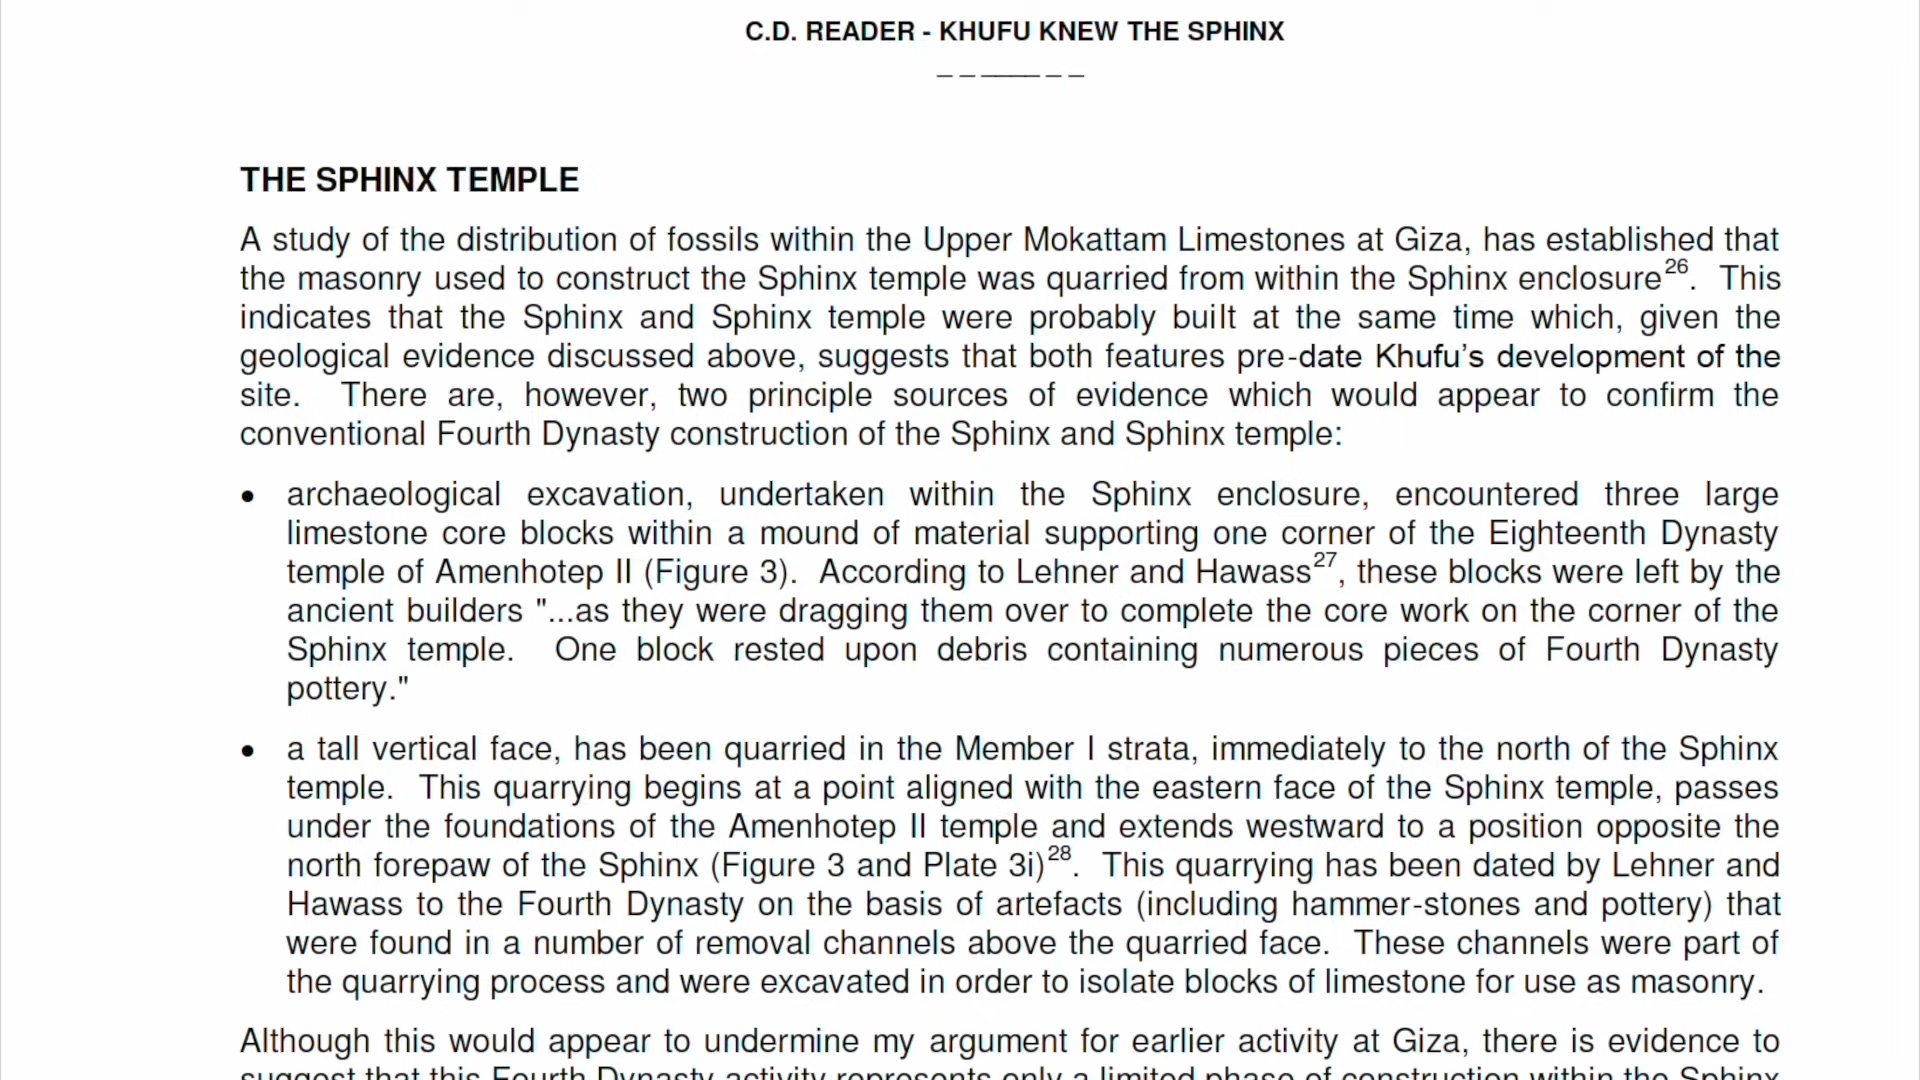 C.D. READER - KHUFU KNEW THE SPHINX
THE SPHINX TEMPLE
A study of the distribution of fossils within the Upper Mokattam Limestones at Giza, has established that
the masonry used to construct the Sphinx temple was quarried from within the Sphinx enclosure26. This
indicates that the Sphinx and Sphinx temple were probably built at the same time which, given the
geological evidence discussed above, suggests that both features pre-date Khufu's development of the
site. There are, however, two principle sources of evidence which would appear to confirm the
conventional Fourth Dynasty construction of the Sphinx and Sphinx temple:
• archaeological excavation, undertaken within the Sphinx enclosure, encountered three large
limestone core blocks within a mound of material supporting one corner of the Eighteenth Dynasty
temple of Amenhotep II (Figure 3). According to Lehner and Hawass27, these blocks were left by the
ancient builders "...as they were dragging them over to complete the core work on the corner of the
Sphinx temple. One block rested upon debris containing numerous pieces of Fourth Dynasty
pottery."
• a tall vertical face, has been quarried in the Member I strata, immediately to the north of the Sphinx
temple. This quarrying begins at a point aligned with the eastern face of the Sphinx temple, passes
under the foundations of the Amenhotep II temple and extends westward to a position opposite the
north forepaw of the Sphinx (Figure 3 and Plate 3i)28. This quarrying has been dated by Lehner and
Hawass to the Fourth Dynasty on the basis of artefacts (including hammer-stones and pottery) that
were found in a number of removal channels above the quarried face. These channels were part of
the quarrying process and were excavated in order to isolate blocks of limestone for use as masonry.
Although this would appear to undermine my argument for earlier activity at Giza, there is evidence to
suggest that this Fourth Dynasty activity represents only a limited phase of construction within the Sphinx